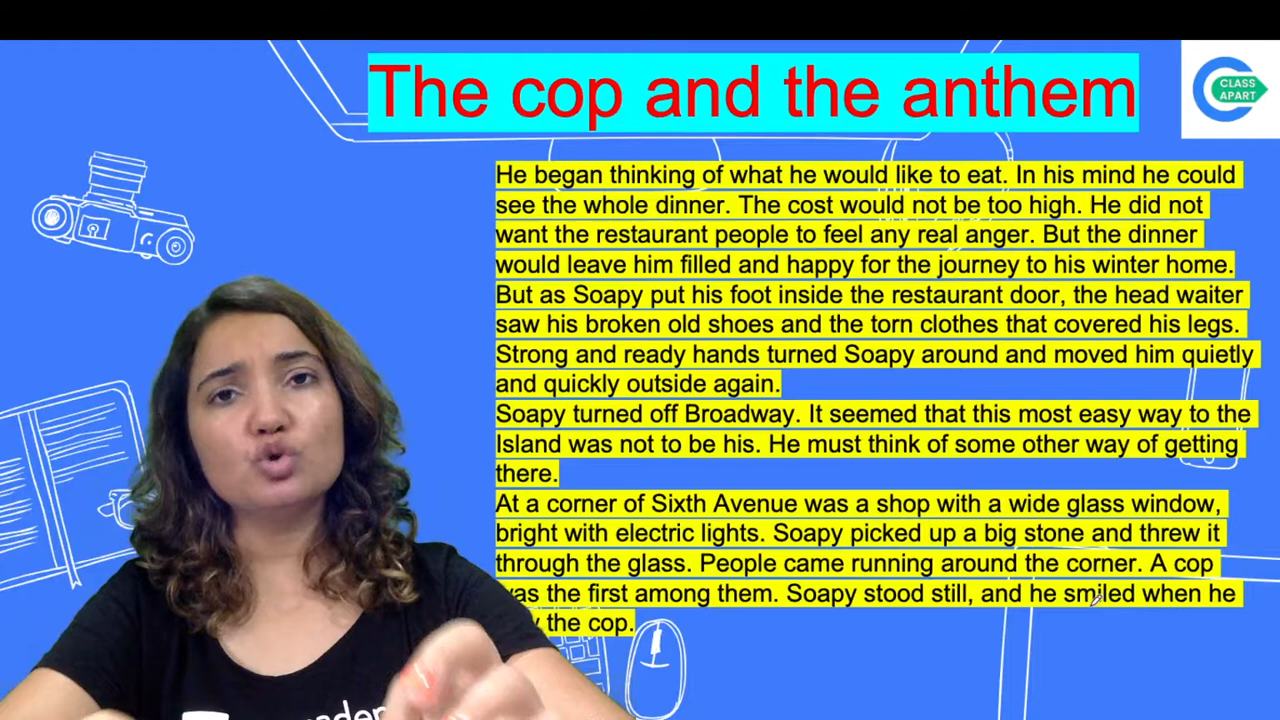 The cop and the anthem
CLASS
APART
He began thinking of what he would like to eat. In his mind he could
see the whole dinner. The cost would not be too high. He did not
want the restaurant people to feel any real anger. But the dinner
would leave him filled and happy for the journey to his winter home.
But as Soapy put his foot inside the restaurant door, the head waiter
saw his broken old shoes and the torn clothes that covered his legs.
Strong and ready hands turned Soapy around and moved him quietly
and quickly outside again.
Soapy turned off Broadway. It seemed that this most easy way to the
Island was not to be his. He must think of some other way of getting
there.
At a corner of Sixth Avenue was a shop with a wide glass window,
bright with electric lights. Soapy picked up a big stone and threw it
through the glass. People came running around the corner. A cop
was the first among them. Soapy stood still, and he smiled when he
the cop.